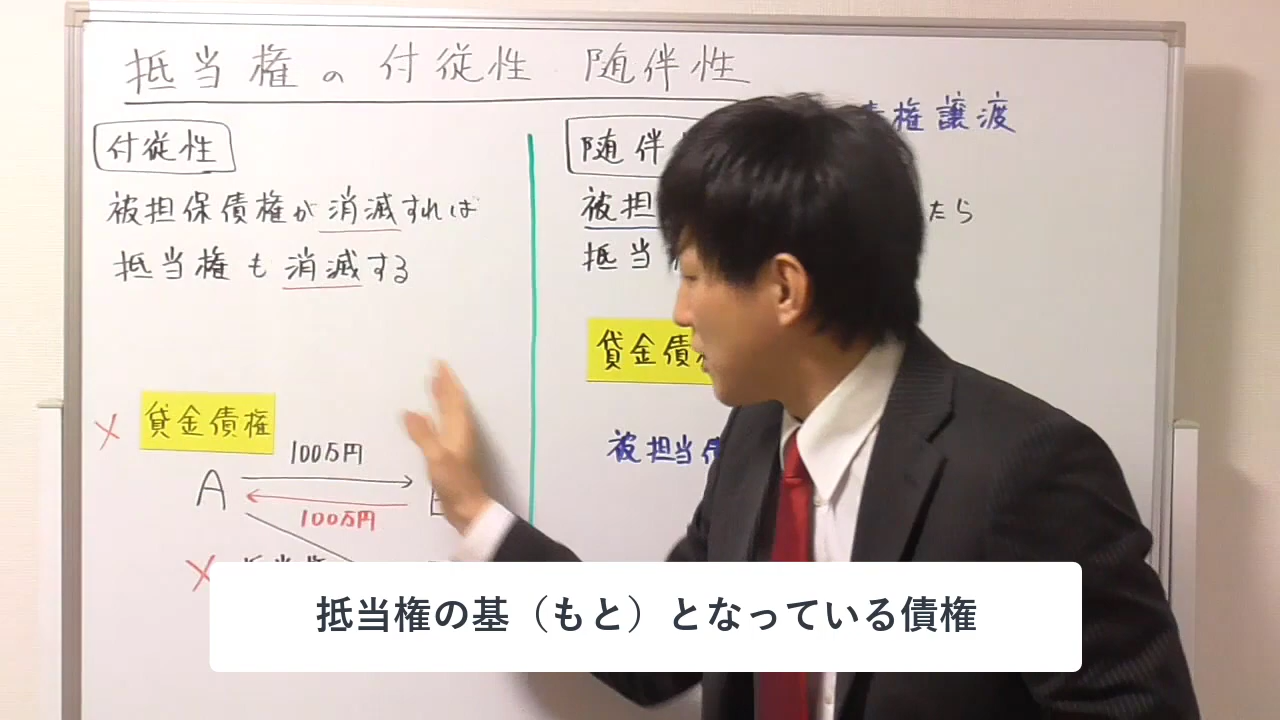 抵当権の付従性 随伴性
付従性
被担保債権が消滅すれば
抵当権も消滅する
貸金債権
A
100万円
100万円
随伴
権譲渡
被担
たら
抵当
貸金債
被担当債
抵当権の基（もと）となっている債権